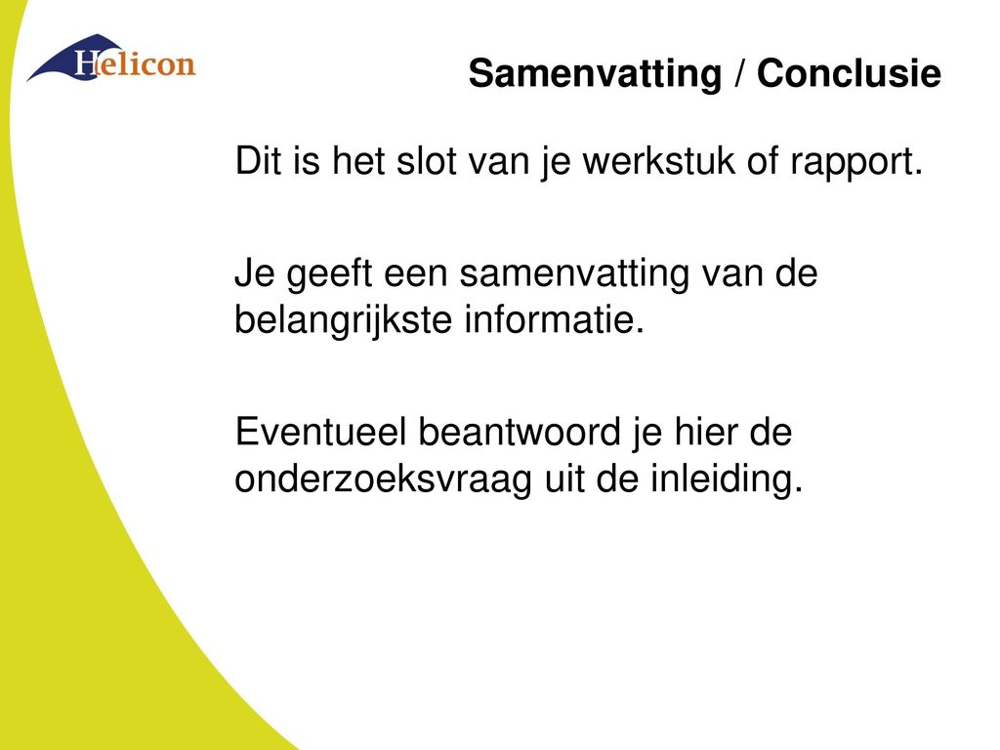 Helicon
Samenvatting / Conclusie
Dit is het slot van je werkstuk of rapport.
Je geeft een samenvatting van de
belangrijkste informatie.
Eventueel beantwoord je hier de
onderzoeksvraag uit de inleiding.